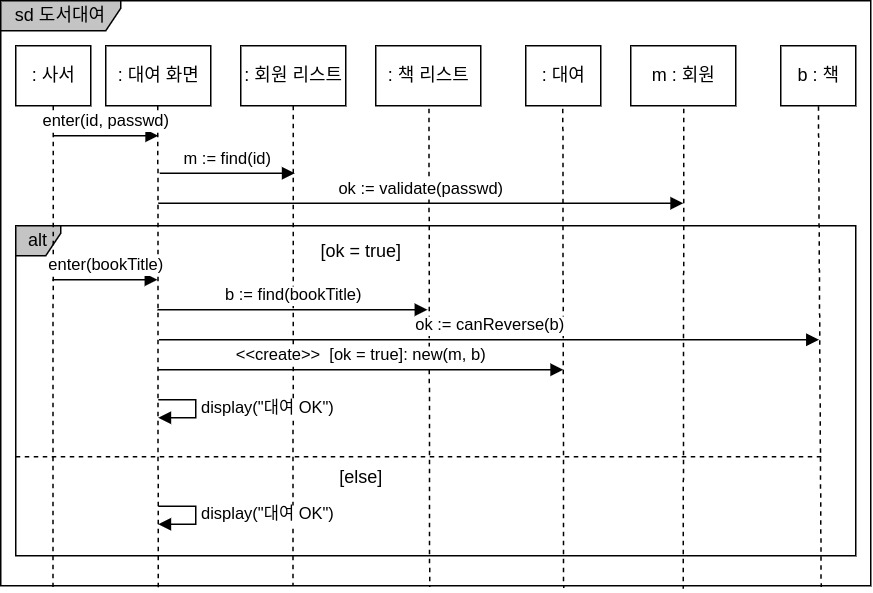 sd 도서대여
: 사서
: 대여 화면
: 회원 리스트
: 책 리스트
: 대여
m : 회원
b : 책
enter(id, passwd)
m := find(id)
ok := validate(passwd)
alt
[ok = true]
enter(bookTitle)
b := find(bookTitle)
ok := canReverse(b)
<<create>> [ok = true]: new(m, b)
display("대여 OK")
[else]
display("대여 OK")